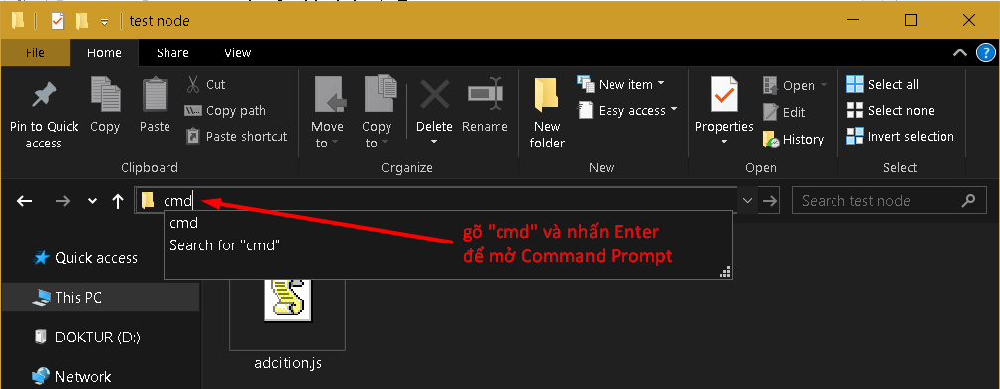 test node
File Home Share View
Pin to Quick access
Copy
Paste
Cut
Copy path
Paste shortcut
Clipboard
Move to
Copy to
Delete
Rename
Organize
New folder
New item
Easy access
New
Properties
Open
Edit
History
Open
Select all
Select none
Invert selection
Select
cmd
Search test node
cmd
Search for "cmd"
gõ "cmd" và nhấn Enter
để mở Command Prompt
Quick access
This PC
DOKTUR (D:)
Network
addition.js